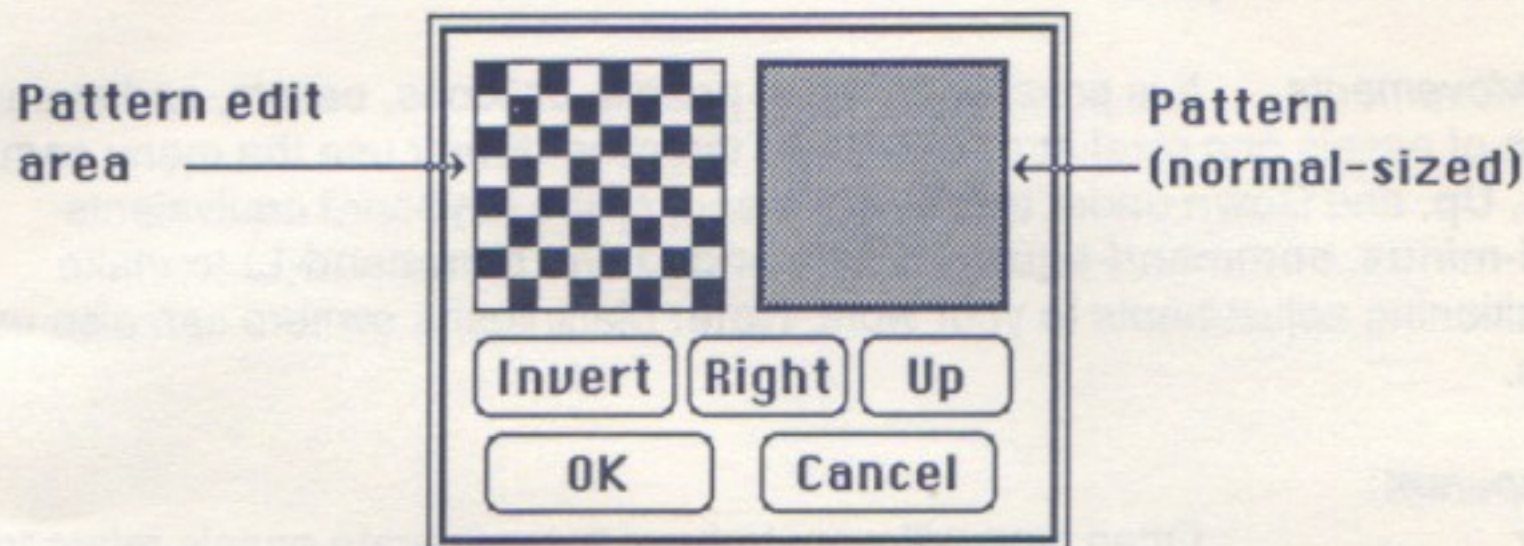 Pattern edit
area
Pattern
(normal-sized)
Invert Right Up
OK Cancel